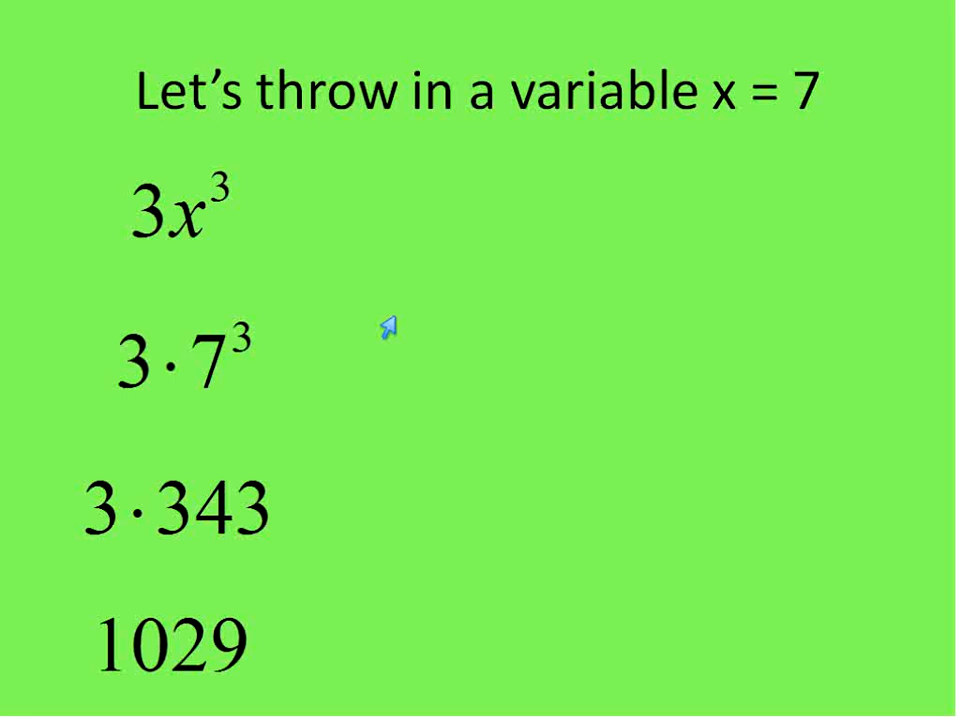 Let’s throw in a variable x = 7
3x³
3·7³
3·343
1029